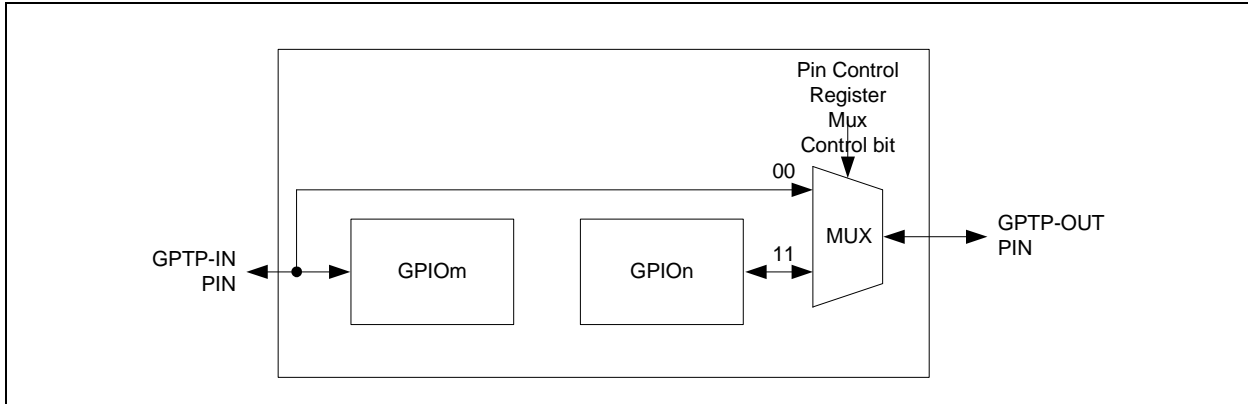 Pin Control
Register
Mux
Control bit
00
GPTP-IN
PIN
GPIOm
GPIOn
11
MUX
GPTP-OUT
PIN